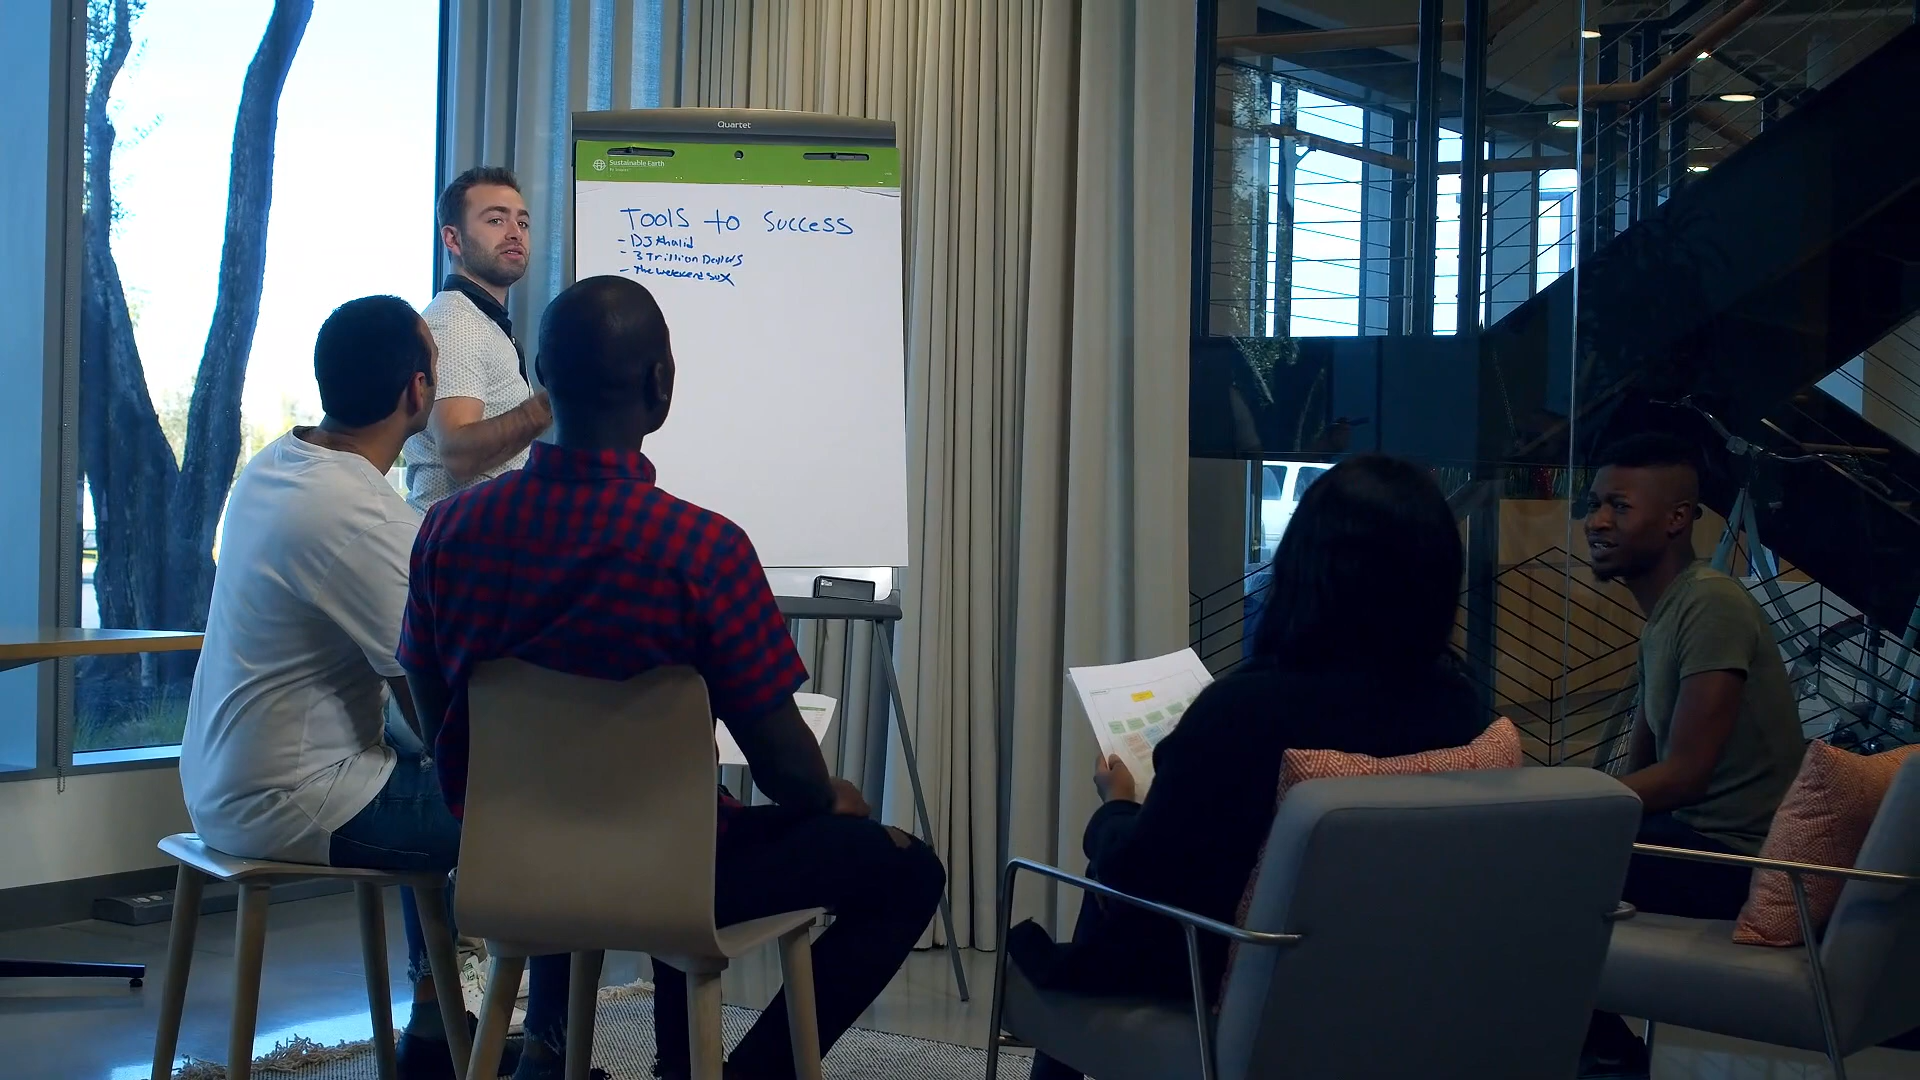 Quartet
Sustainable Earth
Tools to Success
- DJ Khalid
- 3 Trillion Dollars
- The weekend sux